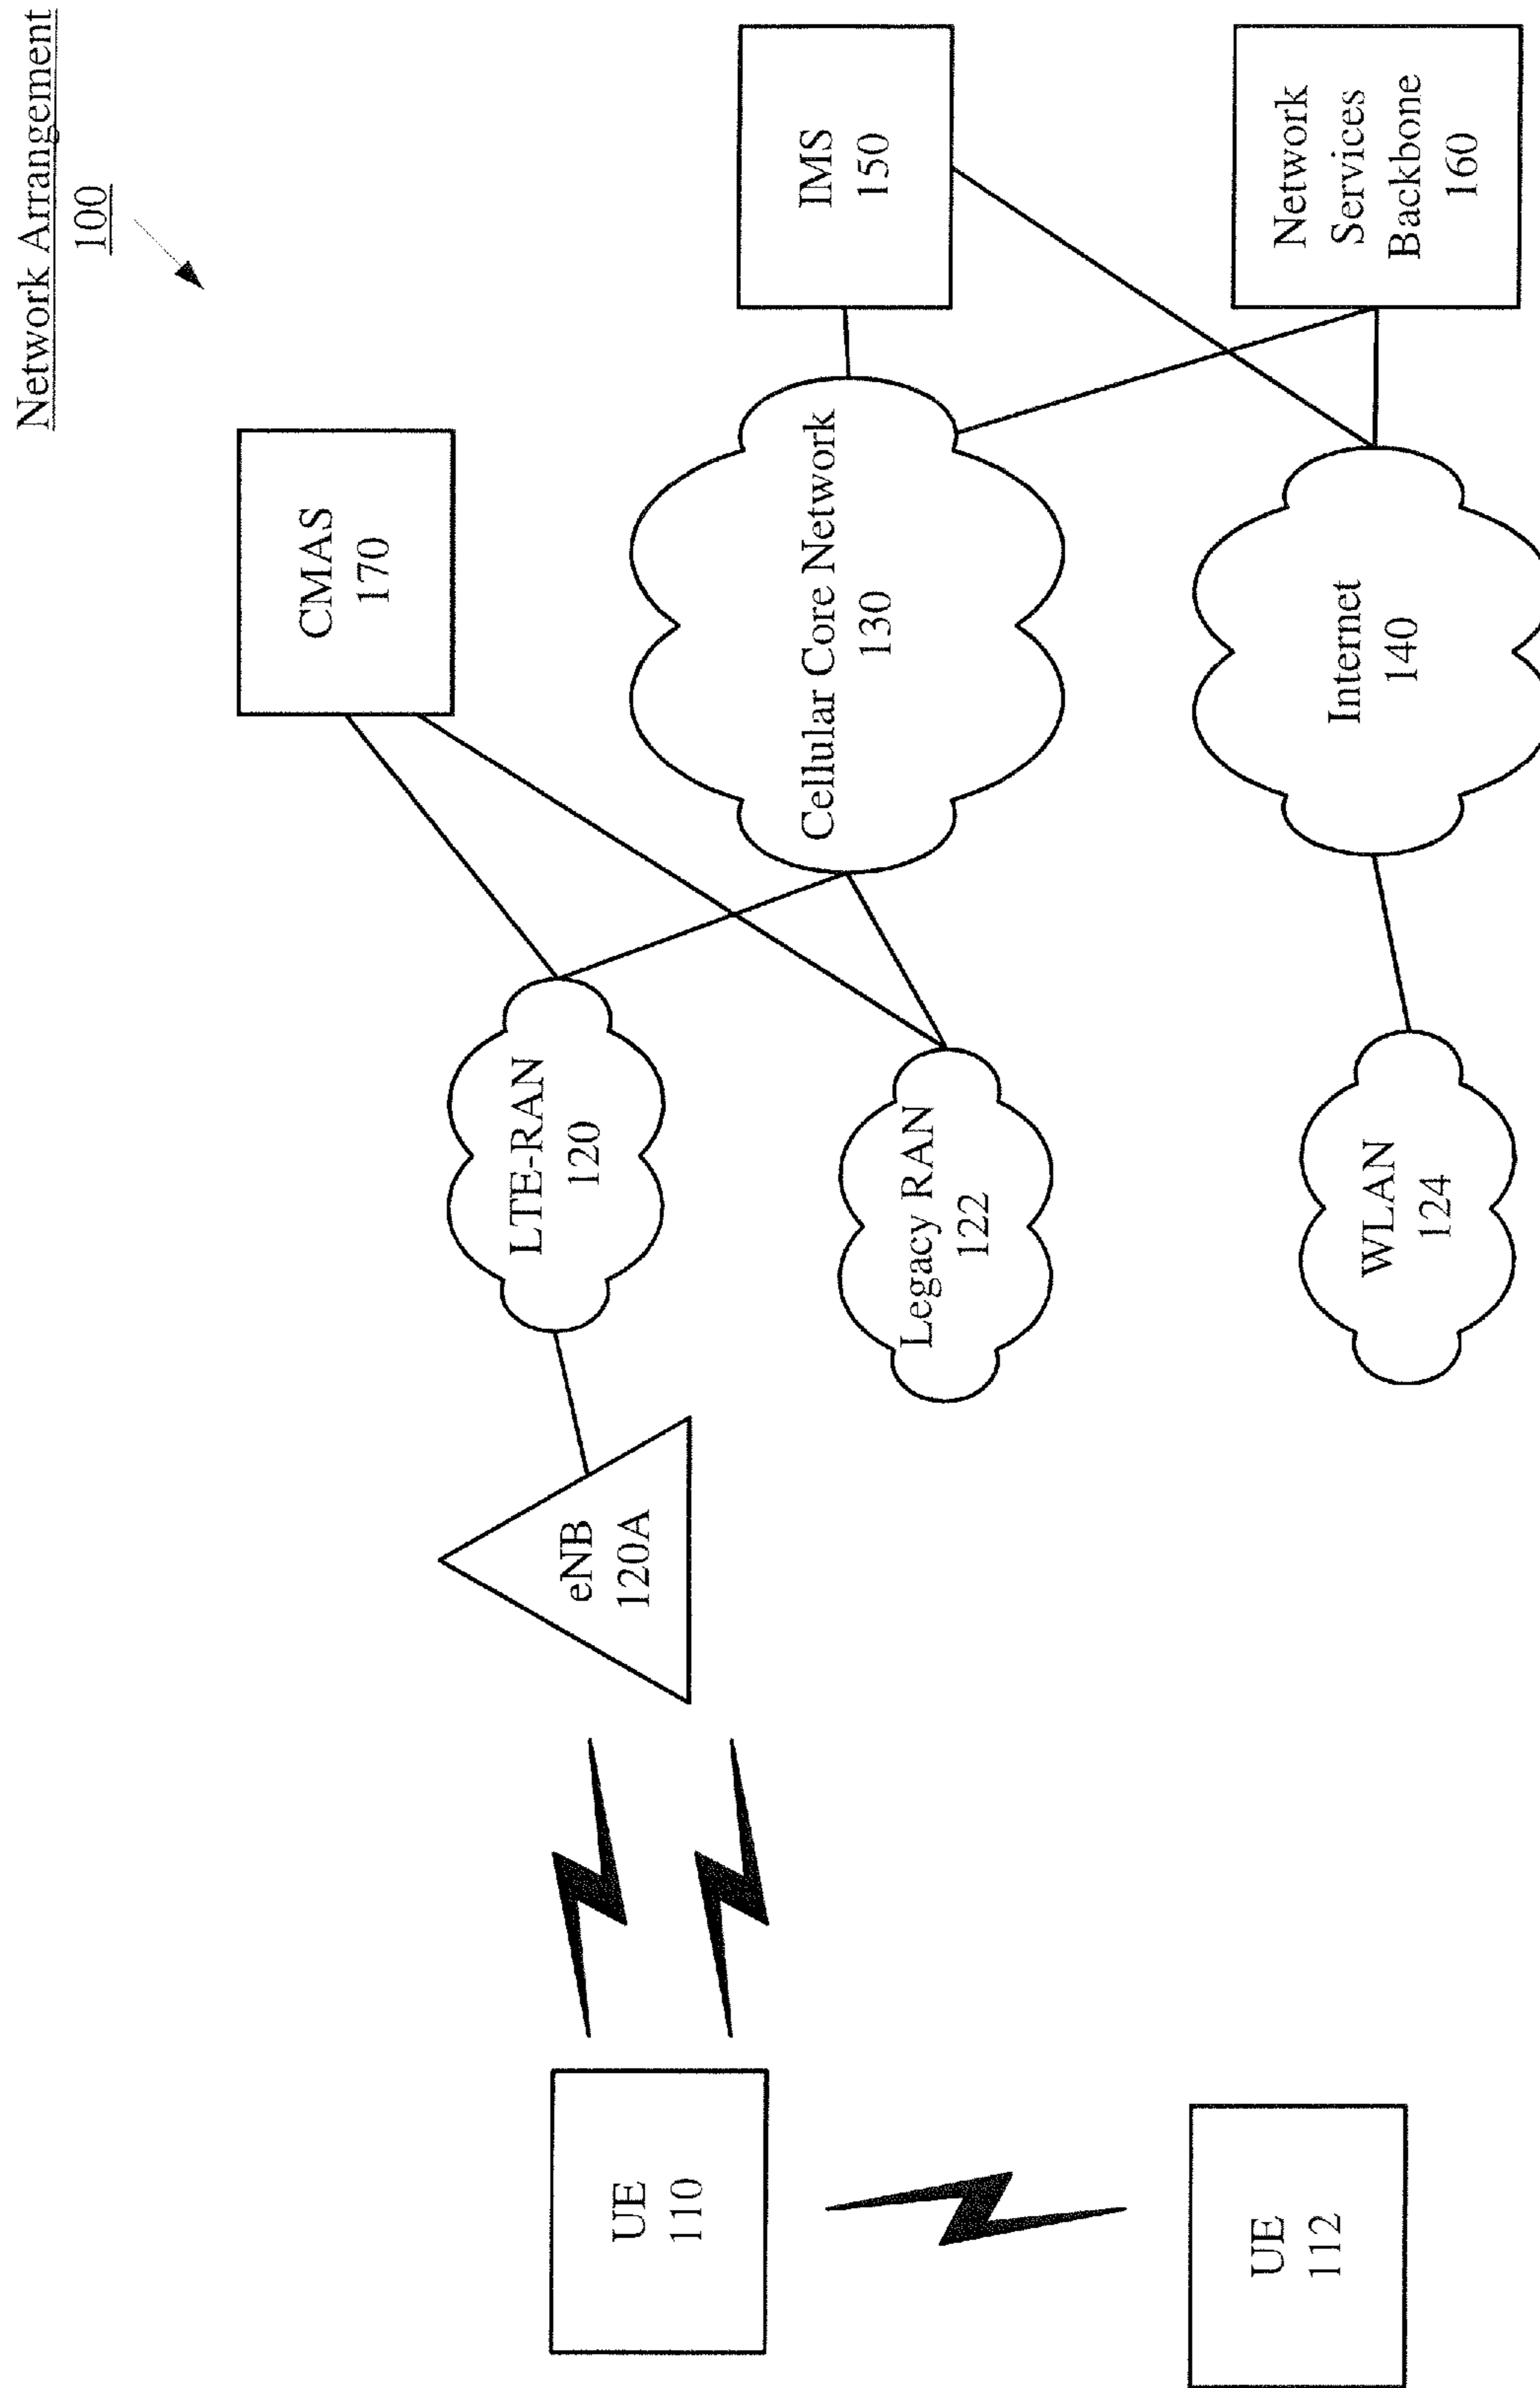 Network Arrangement
100
CMAS
170
IMS
150
Network
Services
Backbone
160
Cellular Core Network
130
Internet
140
LTE-RAN
120
Legacy RAN
122
WLAN
124
eNB
120A
UE
110
UE
112